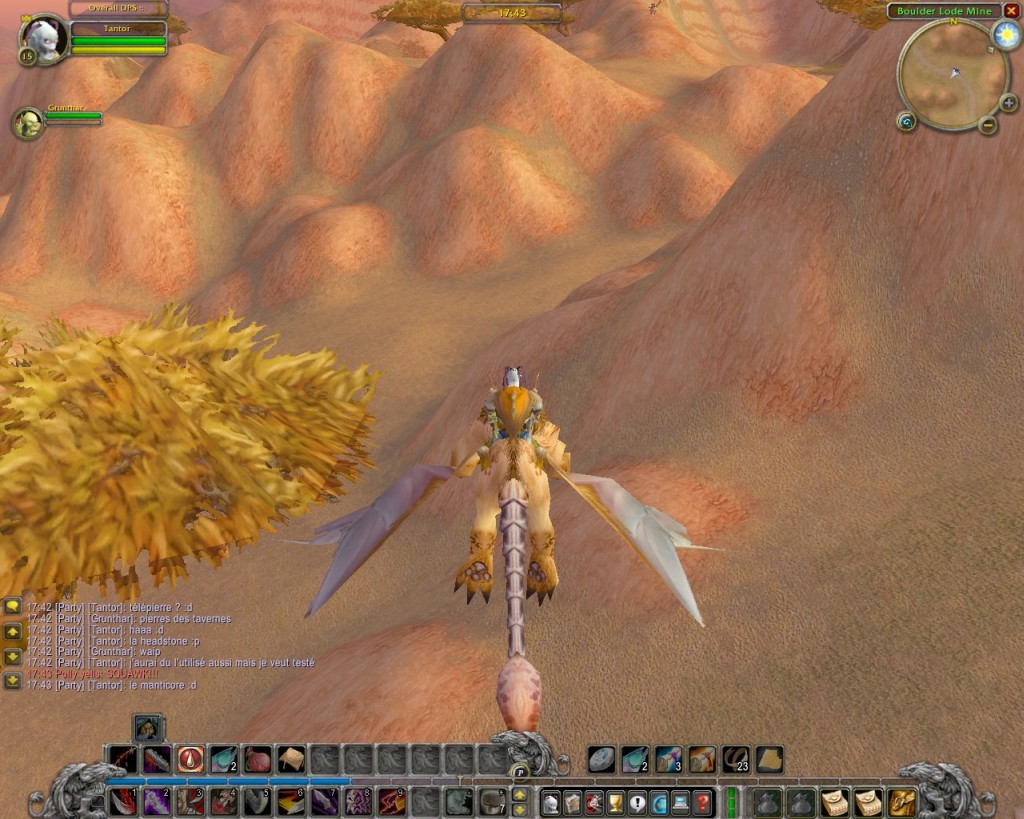 Overall DPS :
17:43
Boulder Lode Mine
N
Tantor
15
Grunthar
17:42 [Party] [Tantor]: télépierre ? :d
17:42 [Party] [Grunthar]: pierres des tavernes
17:42 [Party] [Tantor]: haaa :d
17:42 [Party] [Tantor]: la headstone :p
17:42 [Party] [Grunthar]: waip
17:42 [Party] [Tantor]: j'aurai du l'utilisé aussi mais je veut testé
17:43 Polly yells: SQUAWK!!!
17:43 [Party] [Tantor]: le manticore :d
2
2
3
23
P
1
2
3
4
5
6
7
8
9
7